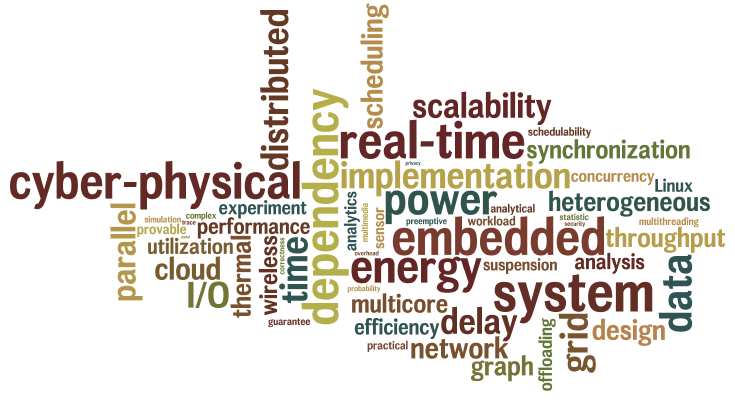 distributed
scheduling
scalability
dependency
real-time
schedulability
synchronization
privacy
cyber-physical
implementation
concurrency
Linux
power
heterogeneous
experiment
analytics
multimedia
sensor
analytical
parallel
simulation
complex
trace
provable
performance
preemptive
workload
statistic
security
multithreading
utilization
thermal
wireless
correctness
time
embedded
throughput
overhead
cloud
energy
suspension
analysis
data
I/O
probability
system
guarantee
multicore
efficiency
delay
grid
design
practical
network
offloading
graph